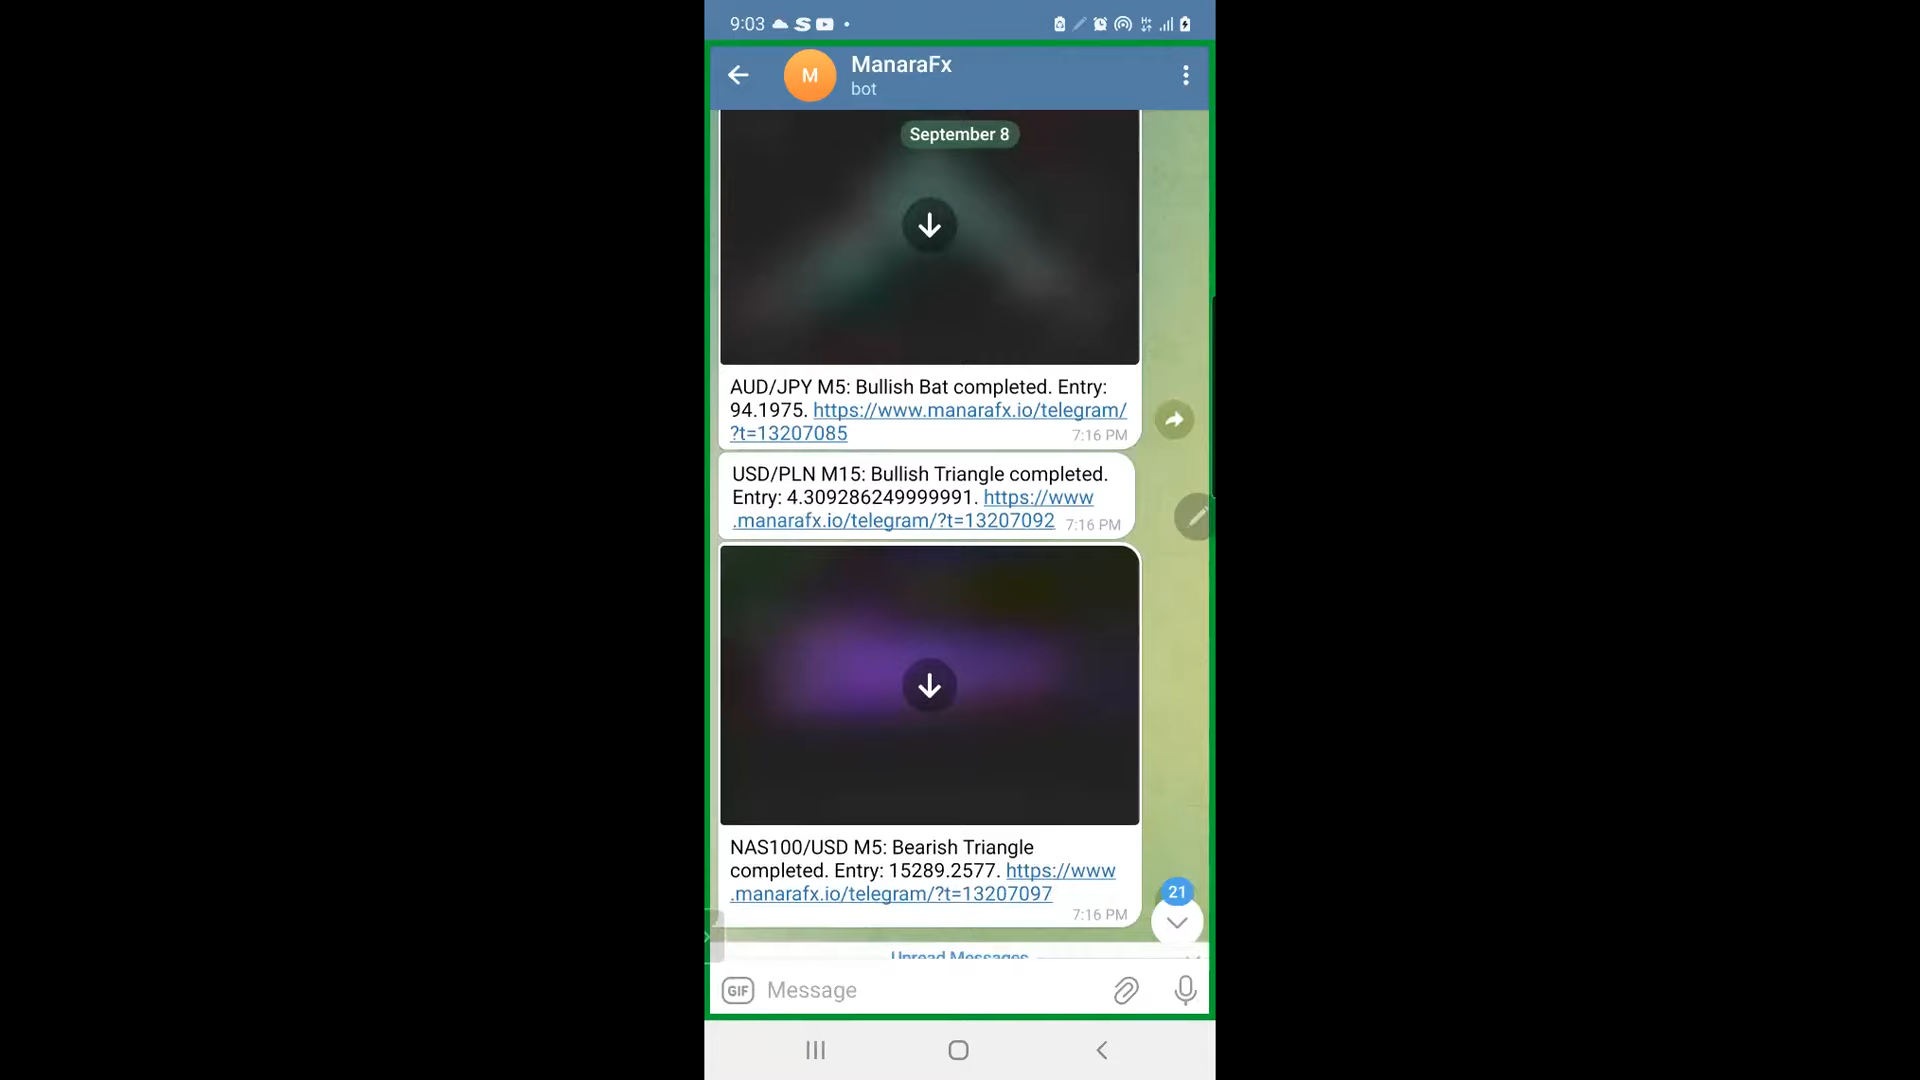 9:03
M
ManaraFx
bot
September 8
AUD/JPY M5: Bullish Bat completed. Entry:
94.1975. https://www.manarafx.io/telegram/
?t=13207085
7:16 PM
USD/PLN M15: Bullish Triangle completed.
Entry: 4.309286249999991. https://www
.manarafx.io/telegram/?t=13207092 7:16 PM
NAS100/USD M5: Bearish Triangle
completed. Entry: 15289.2577. https://www
.manarafx.io/telegram/?t=13207097
7:16 PM
21
Unread Messages
GIF Message